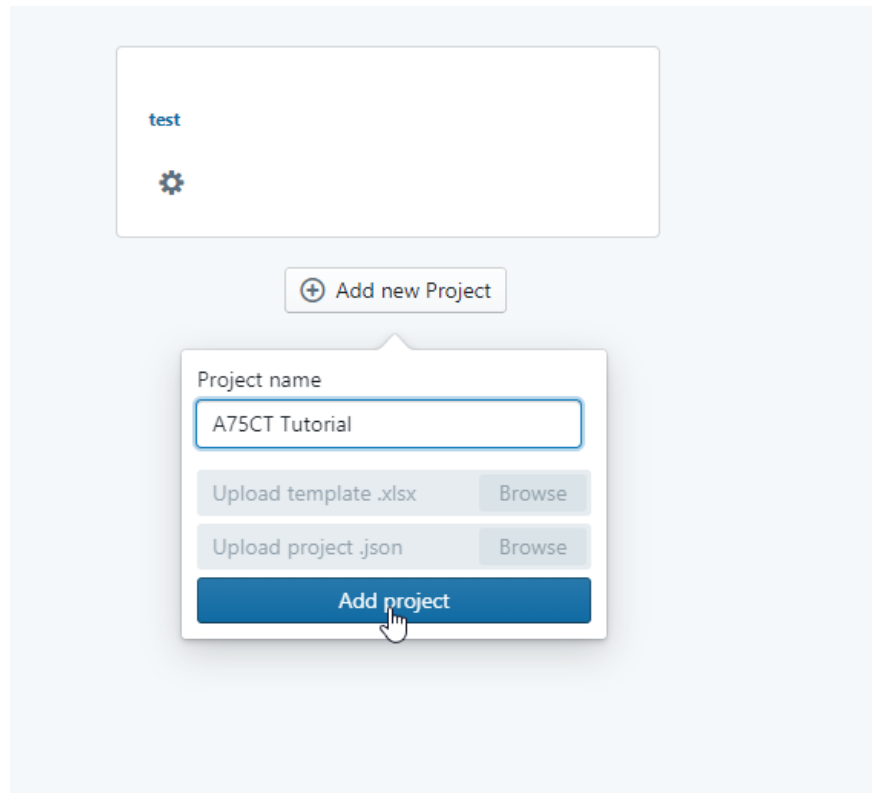 test
Add new Project
Project name
A75CT Tutorial
Upload template .xlsx Browse
Upload project .json Browse
Add project